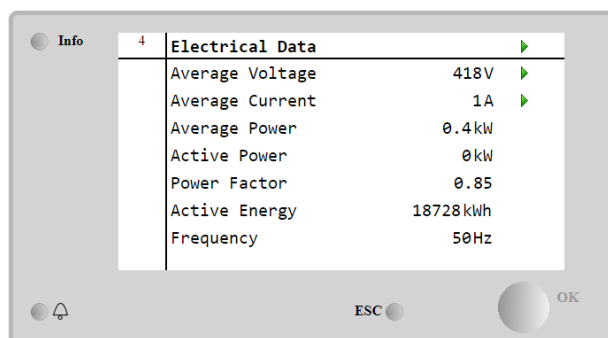 Info
4 Electrical Data
Average Voltage 418V
Average Current 1A
Average Power 0.4kW
Active Power 0kW
Power Factor 0.85
Active Energy 18728kWh
Frequency 50Hz
ESC
OK